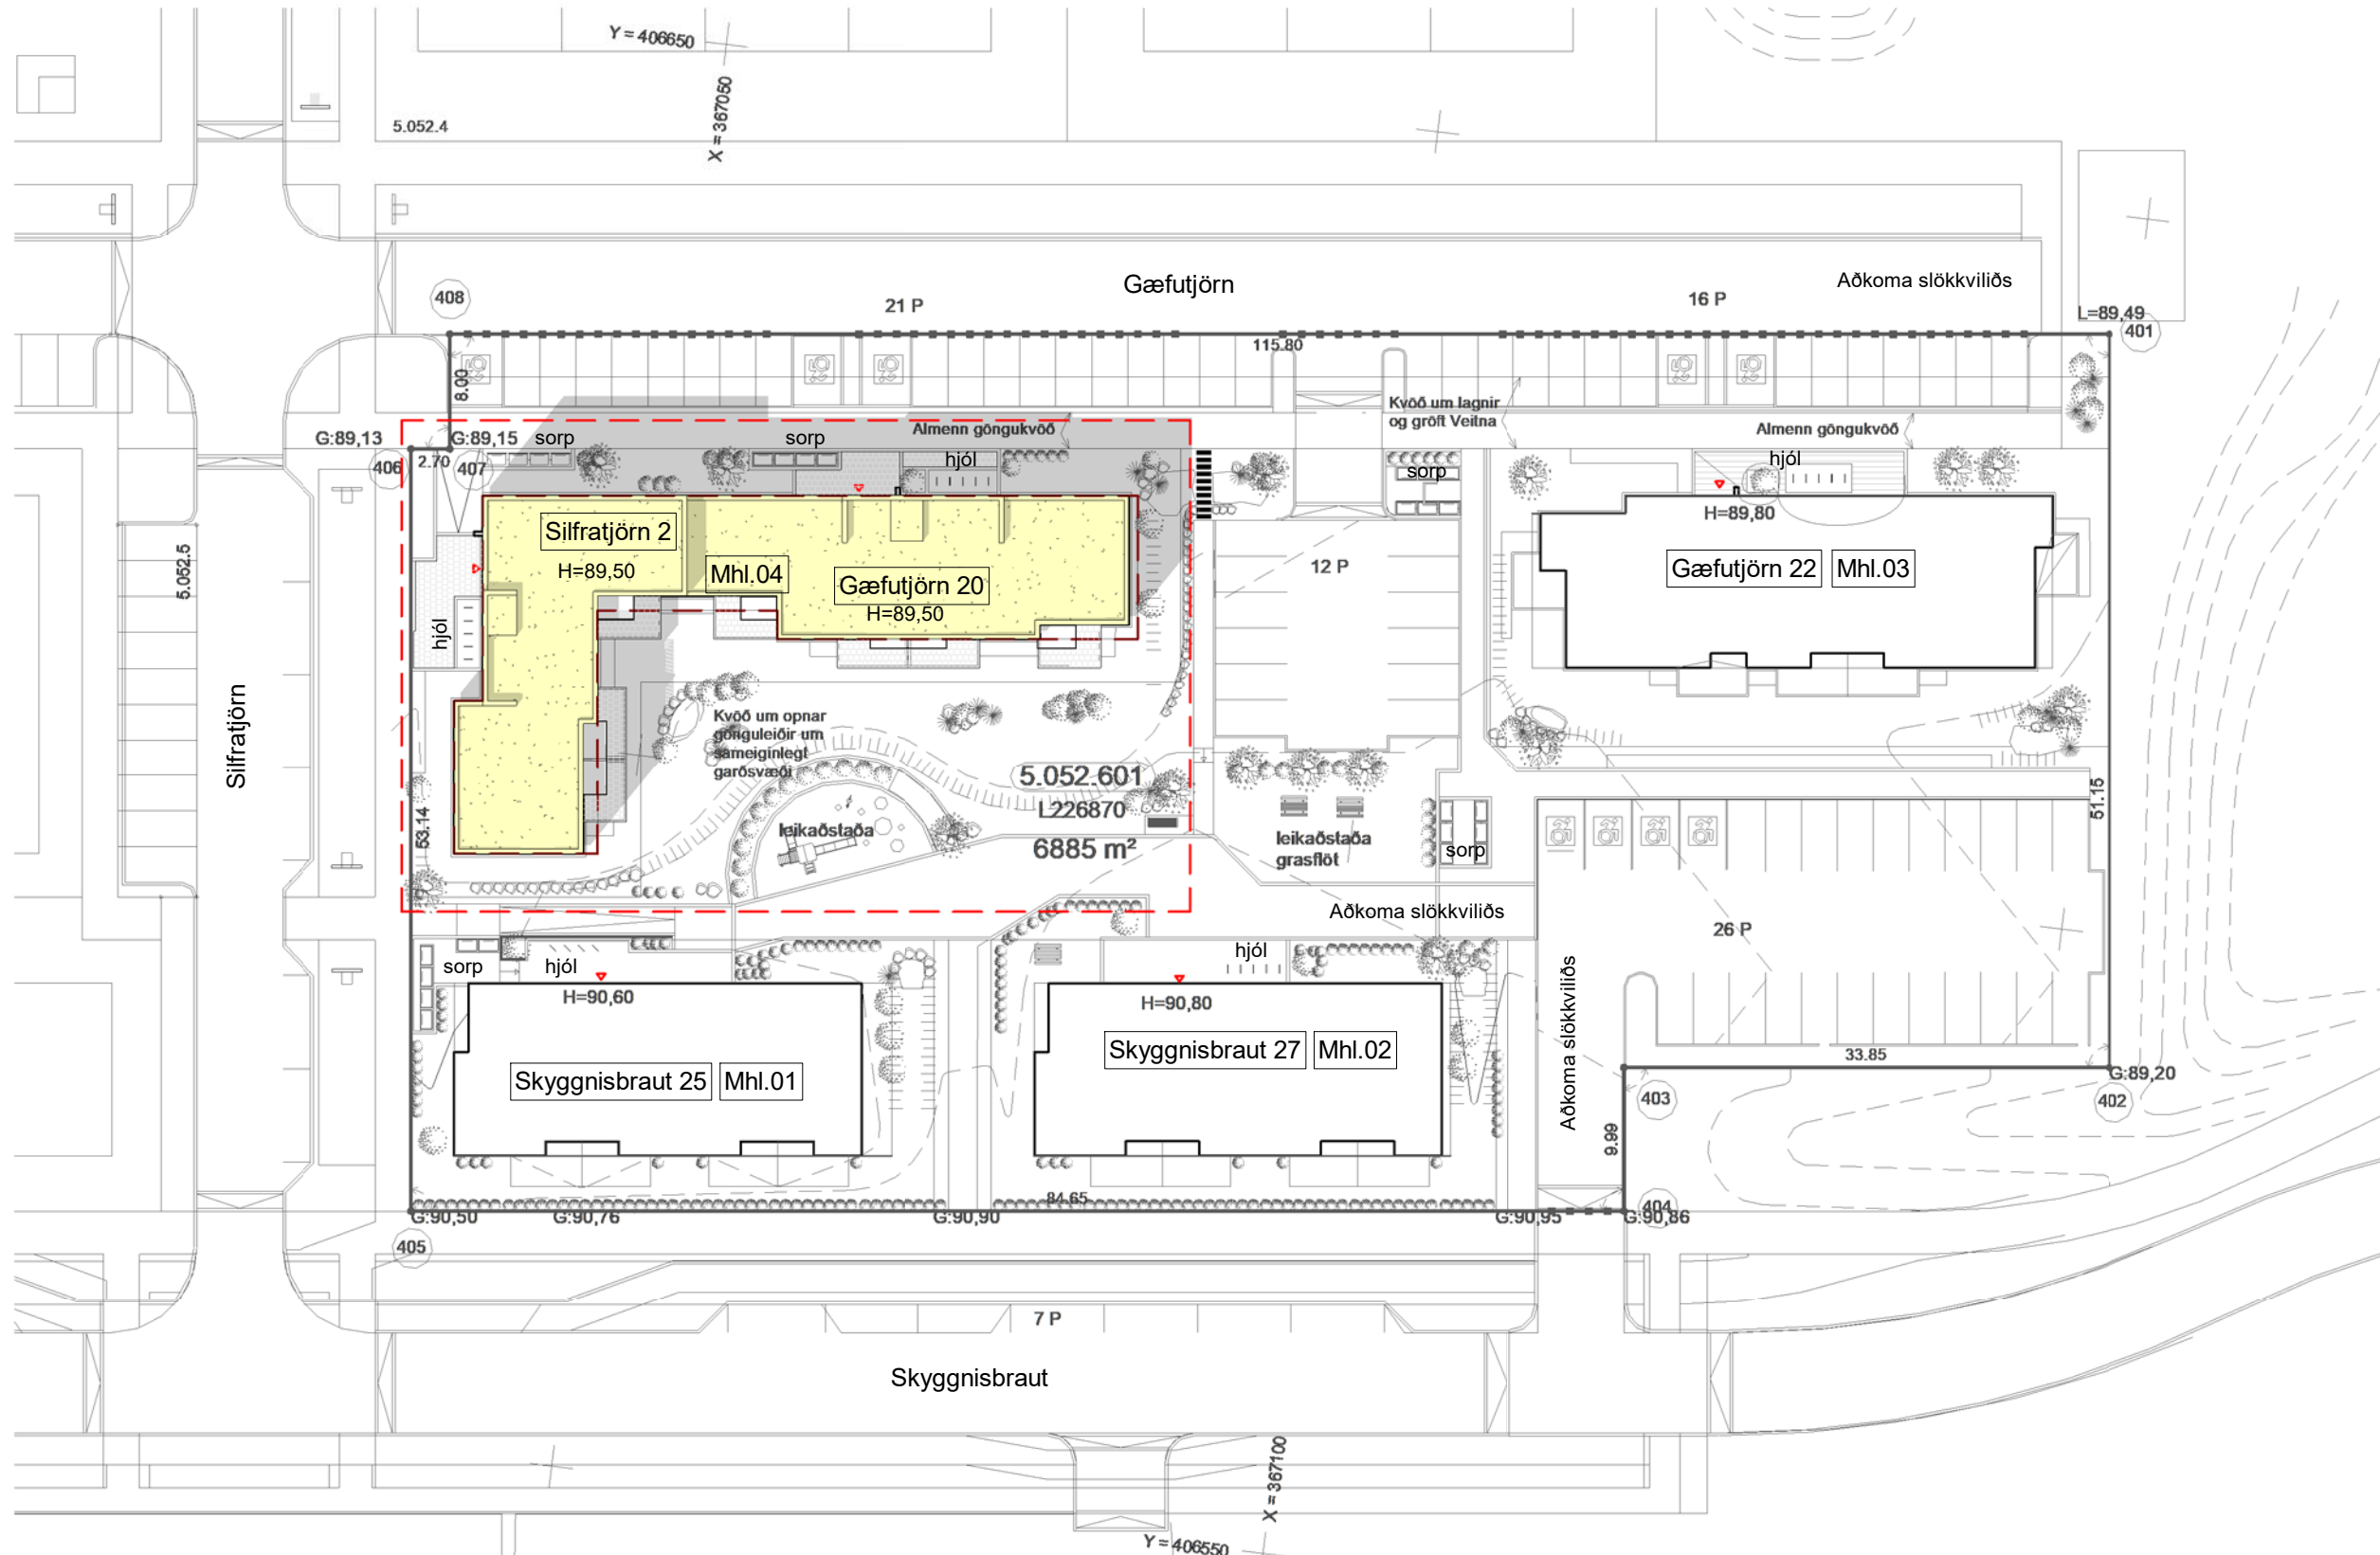 Y = 406650
X = 367050
5.052.4
Gæfutjörn
Aðkoma slökkviliðs
408
21 P
16 P
L=89,49
401
115.80
8.00
Kvöð um lagnir
og gröft Veitna
G:89,13
G:89,15
sorp
sorp
Almenn göngukvöð
Almenn göngukvöð
406
2.70
407
hjól
sorp
hjól
Silfratjörn 2
H=89,50
Mhl.04
Gæfutjörn 20
H=89,50
12 P
H=89,80
Gæfutjörn 22
Mhl.03
5.052.5
hjól
Silfratjörn
Kvöð um opnar
gönguleiðir um
sameiginlegt
garðsvæði
5.052.601
L226870
6885 m²
leikaðstaða
leikaðstaða
grasflöt
sorp
53.14
51.15
Aðkoma slökkviliðs
26 P
sorp
hjól
hjól
H=90,60
H=90,80
Skyggnisbraut 25
Mhl.01
Skyggnisbraut 27
Mhl.02
Aðkoma slökkviliðs
33.85
G:89,20
403
402
9.99
84.65
404
G:90,50
G:90,76
G:90,90
G:90,95
G:90,86
405
7 P
Skyggnisbraut
X = 367100
Y = 406550